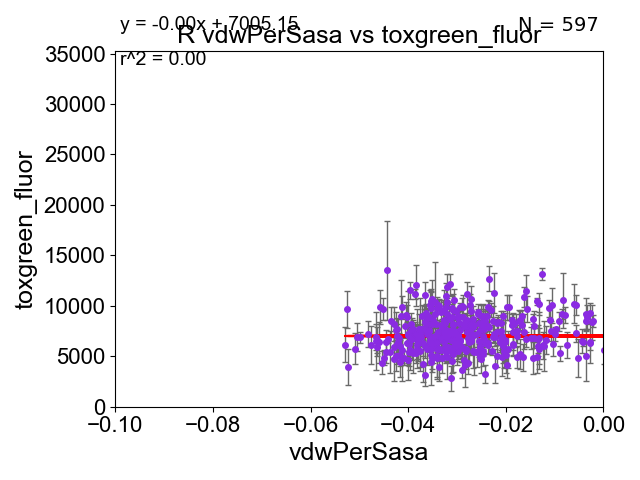 y = -0.00x + 7005.15
N = 597
R vdwPerSasa vs toxgreen_fluor
r^2 = 0.00
35000
30000
25000
20000
15000
10000
5000
0
toxgreen_fluor
−0.10 −0.08 −0.06 −0.04 −0.02 0.00
vdwPerSasa